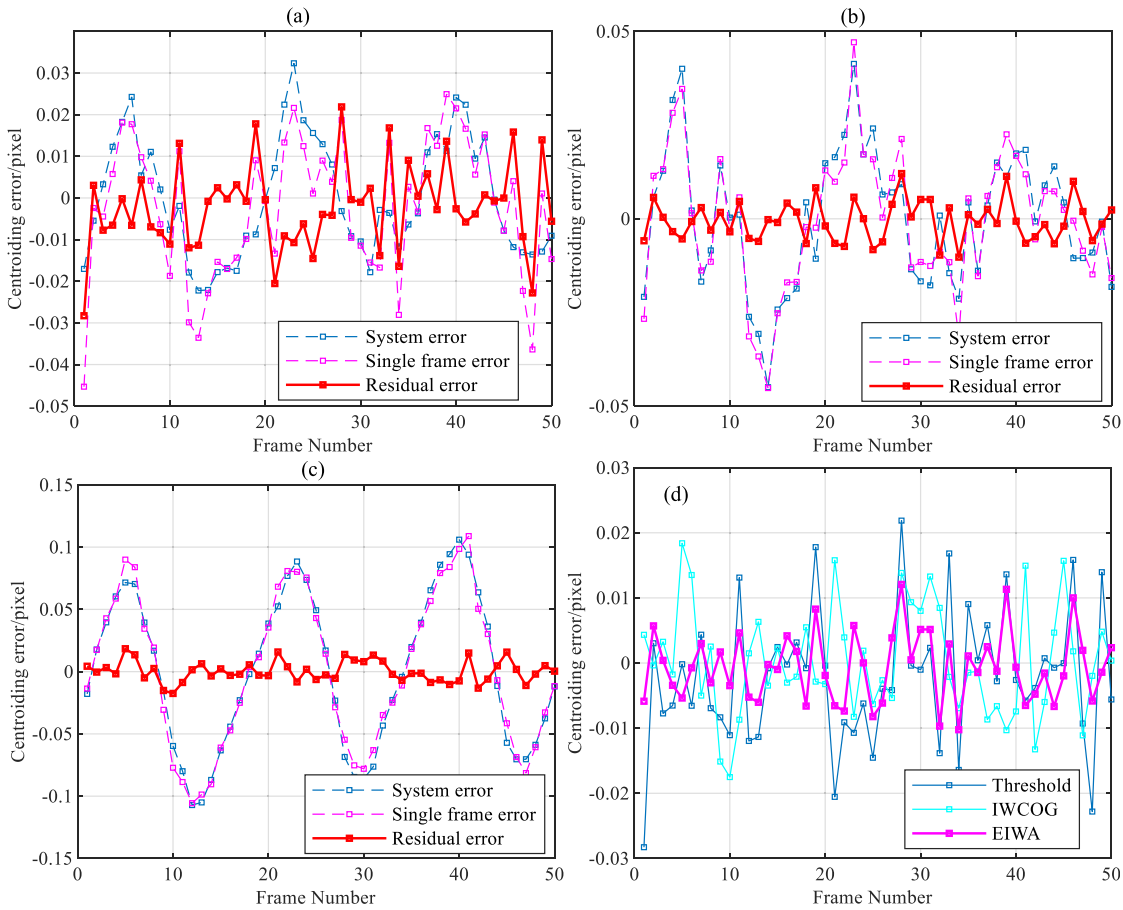 (a)
0.03
0.02
0.01
0
-0.01
-0.02
-0.03
-0.04
-0.05
Centroiding error/pixel
0 10 20 30 40 50
Frame Number
System error
Single frame error
Residual error
(b)
0.05
0
-0.05
Centroiding error/pixel
0 10 20 30 40 50
Frame Number
System error
Single frame error
Residual error
(c)
0.15
0.1
0.05
0
-0.05
-0.1
-0.15
Centroiding error/pixel
0 10 20 30 40 50
Frame Number
System error
Single frame error
Residual error
(d)
0.03
0.02
0.01
0
-0.01
-0.02
-0.03
Centroiding error/pixel
0 10 20 30 40 50
Frame Number
Threshold
IWCOG
EIWA